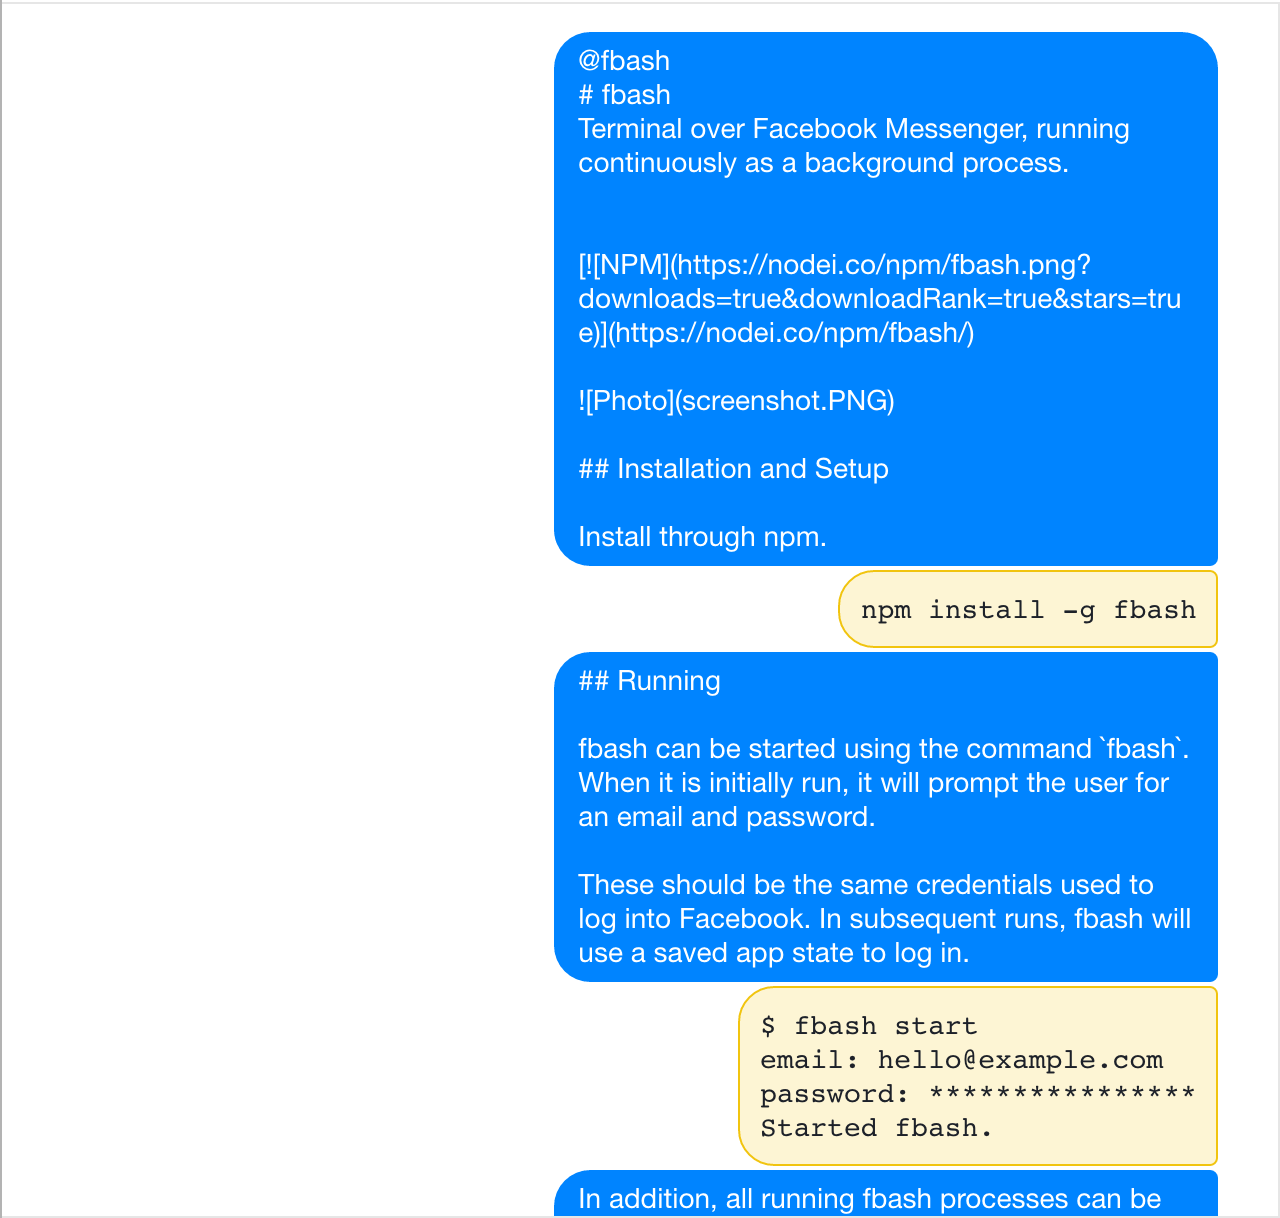 @fbash
# fbash
Terminal over Facebook Messenger, running
continuously as a background process.
[![NPM](https://nodei.co/npm/fbash.png?
downloads=true&downloadRank=true&stars=tru
e)](https://nodei.co/npm/fbash/)
![Photo](screenshot.PNG)
## Installation and Setup
Install through npm.
npm install -g fbash
## Running
fbash can be started using the command `fbash`.
When it is initially run, it will prompt the user for
an email and password.
These should be the same credentials used to
log into Facebook. In subsequent runs, fbash will
use a saved app state to log in.
$ fbash start
email: hello@example.com
password: ****************
Started fbash.
In addition, all running fbash processes can be